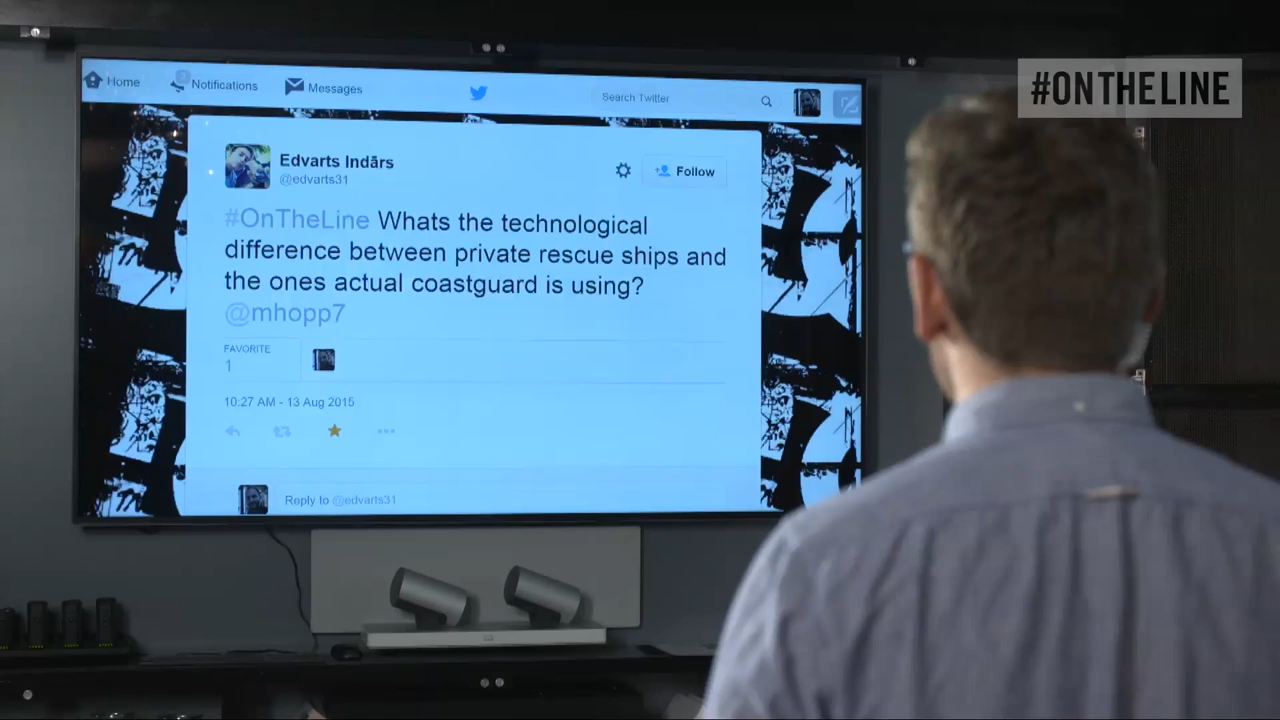 #ONTHELINE
Home Notifications Messages Search Twitter
Edvarts Indārs
@edvarts31
Follow
#OnTheLine Whats the technological
difference between private rescue ships and
the ones actual coastguard is using?
@mhopp7
FAVORITE
1
10:27 AM - 13 Aug 2015
Reply to @edvarts31